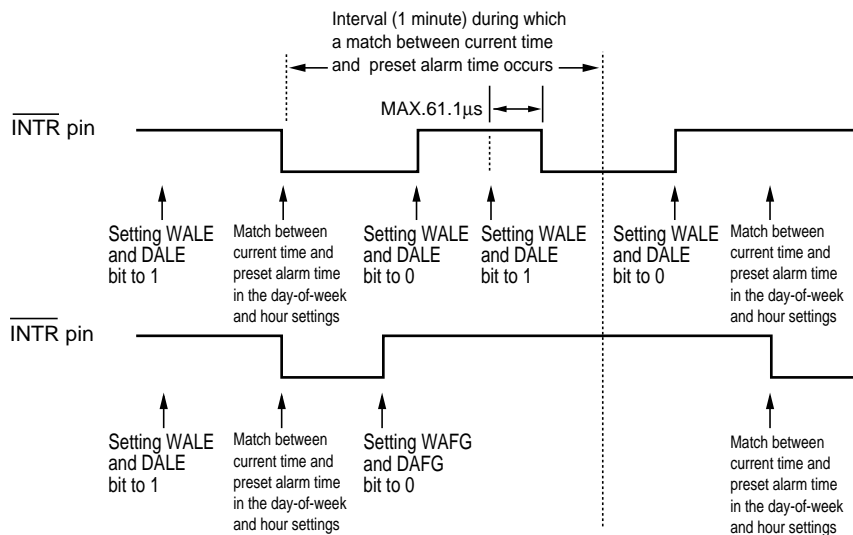 Interval (1 minute) during which
a match between current time
and preset alarm time occurs
MAX.61.1µs
INTR pin
Setting WALE
and DALE
bit to 1
Match between
current time and
preset alarm time
in the day-of-week
and hour settings
Setting WALE
and DALE
bit to 0
Setting WALE
and DALE
bit to 1
Setting WALE
and DALE
bit to 0
Match between
current time and
preset alarm time
in the day-of-week
and hour settings
INTR pin
Setting WALE
and DALE
bit to 1
Match between
current time and
preset alarm time
in the day-of-week
and hour settings
Setting WAFG
and DAFG
bit to 0
Match between
current time and
preset alarm time
in the day-of-week
and hour settings